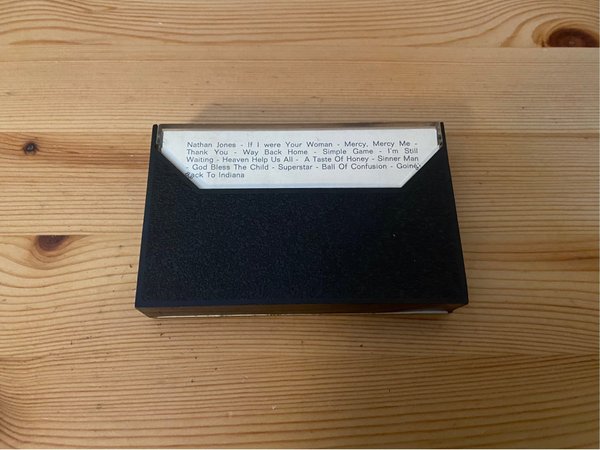 Nathan Jones - If I were Your Woman - Mercy, Mercy Me -
Thank You - Way Back Home - Simple Game - I'm Still
Waiting - Heaven Help Us All - A Taste Of Honey - Sinner Man
- God Bless The Child - Superstar - Ball Of Confusion - Going
Back To Indiana